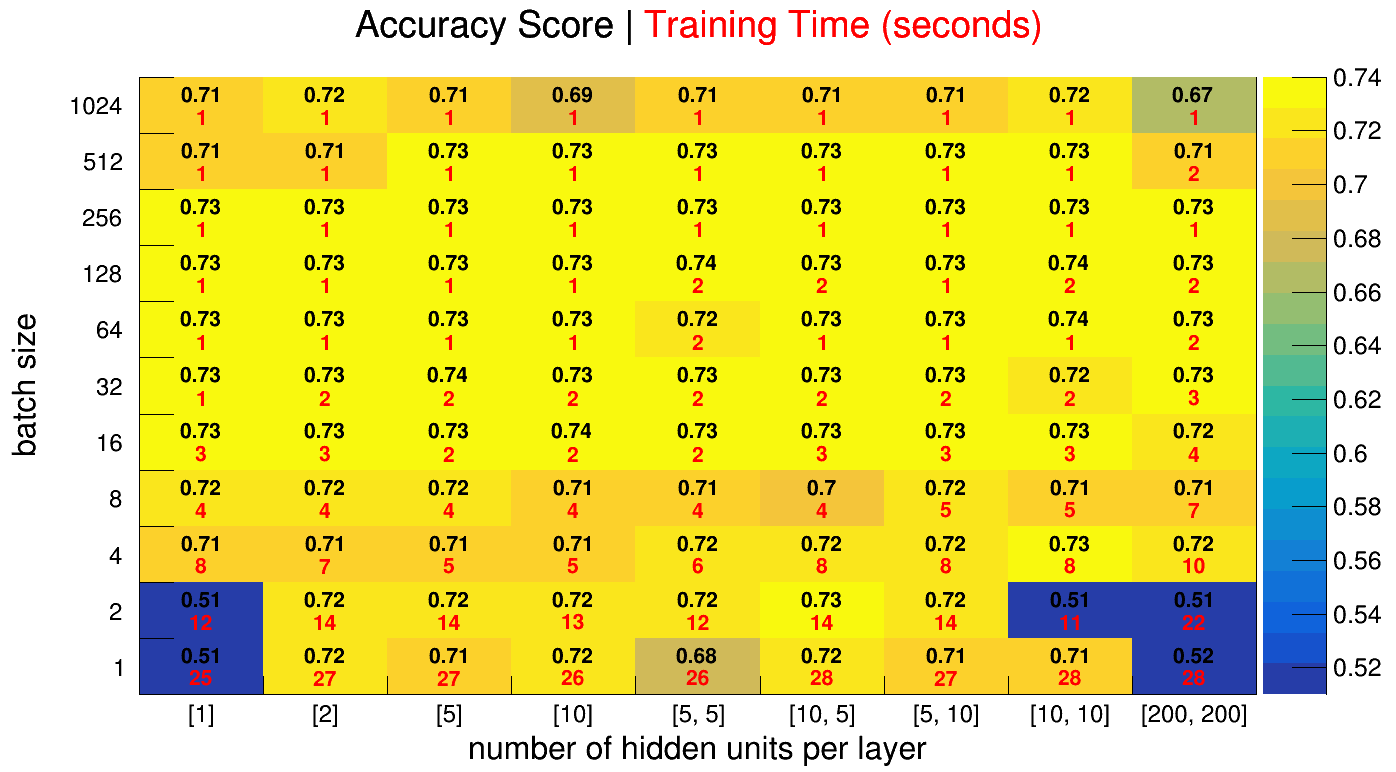 Accuracy Score | Training Time (seconds)
1024 0.71 0.72 0.71 0.69 0.71 0.71 0.71 0.72 0.67 0.74
1 1 1 1 1 1 1 1 1
512 0.71 0.71 0.73 0.73 0.73 0.73 0.73 0.73 0.71 0.72
1 1 1 1 1 1 1 1 2
256 0.73 0.73 0.73 0.73 0.73 0.73 0.73 0.73 0.73 0.7
1 1 1 1 1 1 1 1 1
128 0.73 0.73 0.73 0.73 0.74 0.73 0.73 0.74 0.73 0.68
1 1 1 1 2 2 1 2 2
64 0.73 0.73 0.73 0.73 0.72 0.73 0.73 0.74 0.73 0.66
1 1 1 1 2 1 1 1 2 0.64
32 0.73 0.73 0.74 0.73 0.73 0.73 0.73 0.72 0.73
1 2 2 2 2 2 2 2 3 0.62
16 0.73 0.73 0.73 0.74 0.73 0.73 0.73 0.73 0.72
3 3 2 2 2 3 3 3 4 0.6
8 0.72 0.72 0.72 0.71 0.71 0.7 0.72 0.71 0.71
4 4 4 4 4 4 5 5 7 0.58
4 0.71 0.71 0.71 0.71 0.72 0.72 0.72 0.73 0.72
8 7 5 5 6 8 8 8 10 0.56
2 0.51 0.72 0.72 0.72 0.72 0.73 0.72 0.51 0.51
12 14 14 13 12 14 14 11 22 0.54
1 0.51 0.72 0.71 0.72 0.68 0.72 0.71 0.71 0.52
25 27 27 26 26 28 27 28 28 0.52
[1] [2] [5] [10] [5, 5] [10, 5] [5, 10] [10, 10] [200, 200]
number of hidden units per layer
batch size